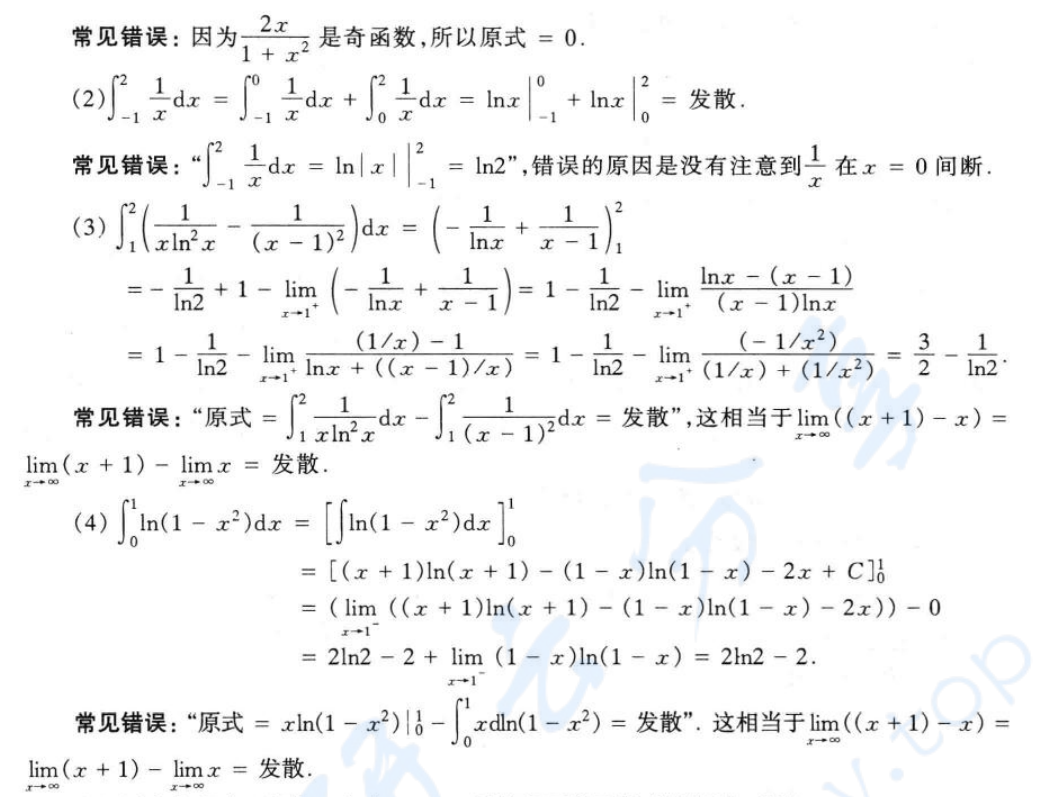 常见错误：因为 $\frac{2x}{1+x^2}$ 是奇函数,所以原式 = 0.
(2) $\int_{-1}^{2}\frac{1}{x}dx = \int_{-1}^{0}\frac{1}{x}dx + \int_{0}^{2}\frac{1}{x}dx = \ln x\Big|_{-1}^{0} + \ln x\Big|_{0}^{2}$ = 发散.
常见错误：“$\int_{-1}^{2}\frac{1}{x}dx = \ln|x|\Big|_{-1}^{2} = \ln 2$”,错误的原因是没有注意到 $\frac{1}{x}$ 在 x = 0 间断.
(3) $\int_{1}^{2}\left(\frac{1}{x\ln^2 x} - \frac{1}{(x-1)^2}\right)dx = \left(-\frac{1}{\ln x} + \frac{1}{x-1}\right)_{1}^{2}$
$= -\frac{1}{\ln 2} + 1 - \lim_{x\to 1^+}\left(-\frac{1}{\ln x} + \frac{1}{x-1}\right) = 1 - \frac{1}{\ln 2} - \lim_{x\to 1^+}\frac{\ln x - (x-1)}{(x-1)\ln x}$
$= 1 - \frac{1}{\ln 2} - \lim_{x\to 1^+}\frac{(1/x)-1}{\ln x + ((x-1)/x)} = 1 - \frac{1}{\ln 2} - \lim_{x\to 1^+}\frac{(-1/x^2)}{(1/x)+(1/x^2)} = \frac{3}{2} - \frac{1}{\ln 2}.$
常见错误：“原式 = $\int_{1}^{2}\frac{1}{x\ln^2 x}dx - \int_{1}^{2}\frac{1}{(x-1)^2}dx$ = 发散”,这相当于 $\lim_{x\to\infty}((x+1)-x) =$
$\lim_{x\to\infty}(x+1) - \lim_{x\to\infty}x$ = 发散.
(4) $\int_{0}^{1}\ln(1-x^2)dx = \left[\int\ln(1-x^2)dx\right]_{0}^{1}$
$= [(x+1)\ln(x+1) - (1-x)\ln(1-x) - 2x + C]_{0}^{1}$
$= (\lim_{x\to 1^-}((x+1)\ln(x+1) - (1-x)\ln(1-x) - 2x)) - 0$
$= 2\ln 2 - 2 + \lim_{x\to 1^-}(1-x)\ln(1-x) = 2\ln 2 - 2.$
常见错误：“原式 = $x\ln(1-x^2)|_{0}^{1} - \int_{0}^{1}xd\ln(1-x^2)$ = 发散”. 这相当于 $\lim_{x\to\infty}((x+1)-x) =$
$\lim_{x\to\infty}(x+1) - \lim_{x\to\infty}x$ = 发散.